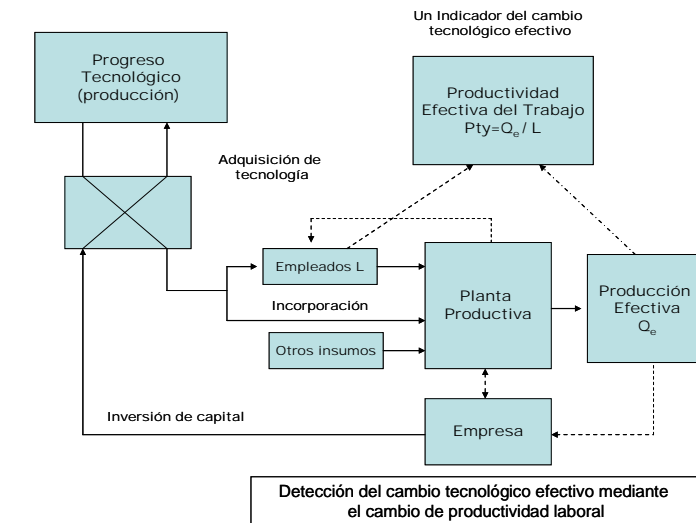 Un Indicador del cambio
tecnológico efectivo
Progreso
Tecnológico
(producción)
Productividad
Efectiva del Trabajo
Pty=Qe / L
Adquisición de
tecnología
Empleados L
Incorporación
Otros insumos
Planta
Productiva
Producción
Efectiva
Qe
Inversión de capital
Empresa
Detección del cambio tecnológico efectivo mediante
el cambio de productividad laboral